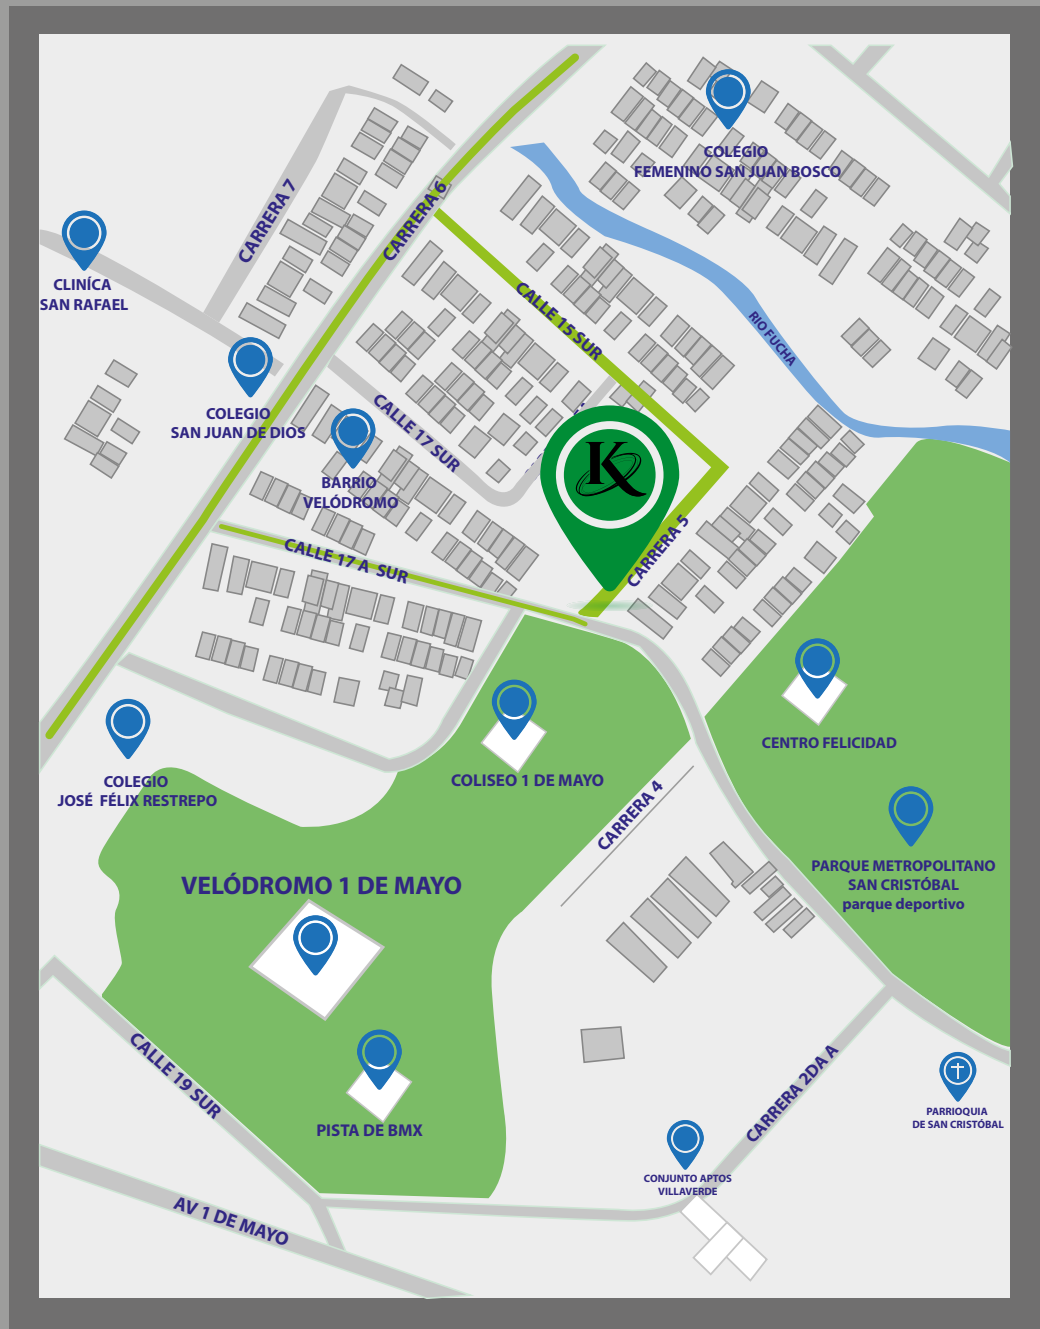 COLEGIO
FEMENINO SAN JUAN BOSCO
CARRERA 7
CARRERA 6
CLINÍCA
SAN RAFAEL
CALLE 15 SUR
RIO FUCHA
COLEGIO
SAN JUAN DE DIOS
CALLE 17 SUR
BARRIO
VELÓDROMO
K
CALLE 17 A SUR
CARRERA 5
CENTRO FELICIDAD
COLEGIO
JOSÉ FÉLIX RESTREPO
COLISEO 1 DE MAYO
CARRERA 4
VELÓDROMO 1 DE MAYO
PARQUE METROPOLITANO
SAN CRISTÓBAL
parque deportivo
CALLE 19 SUR
PISTA DE BMX
CARRERA 2DA A
PARRIOQUIA
DE SAN CRISTÓBAL
CONJUNTO APTOS
VILLAVERDE
AV 1 DE MAYO